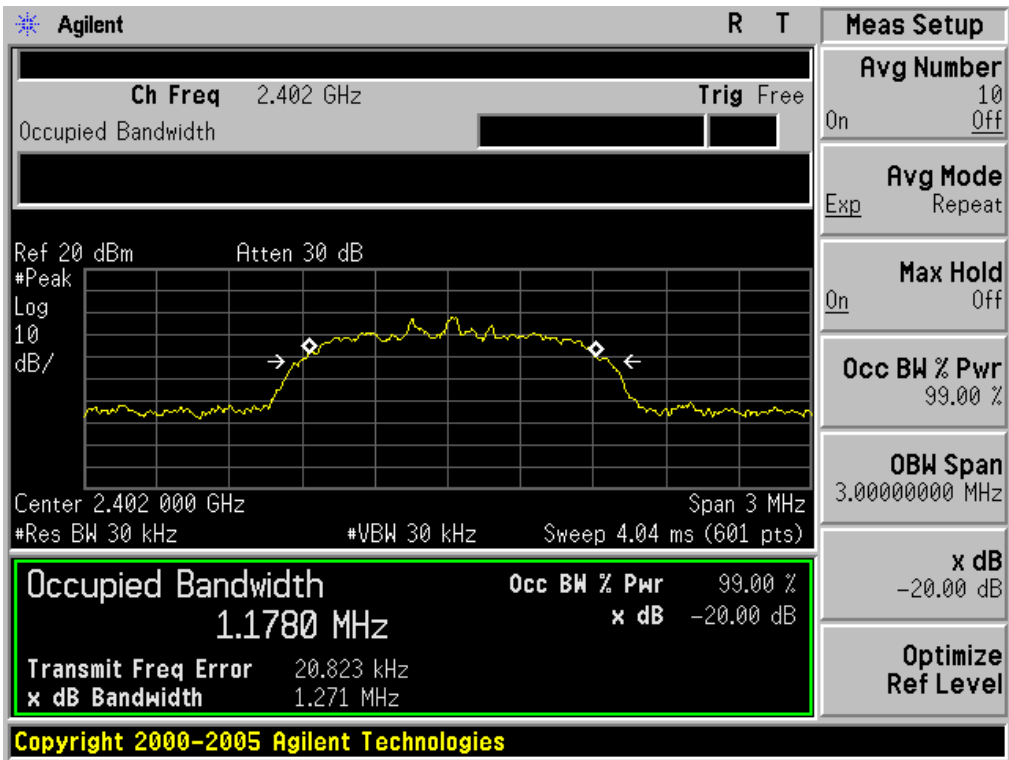 Agilent R T
Ch Freq 2.402 GHz Trig Free
Occupied Bandwidth
Ref 20 dBm Atten 30 dB
#Peak
Log
10
dB/
Center 2.402 000 GHz Span 3 MHz
#Res BW 30 kHz #VBW 30 kHz Sweep 4.04 ms (601 pts)
Occupied Bandwidth Occ BW % Pwr 99.00 %
1.1780 MHz x dB -20.00 dB
Transmit Freq Error 20.823 kHz
x dB Bandwidth 1.271 MHz
Copyright 2000-2005 Agilent Technologies
Meas Setup
Avg Number
10
On Off
Avg Mode
Exp Repeat
Max Hold
On Off
Occ BW % Pwr
99.00 %
OBW Span
3.00000000 MHz
x dB
-20.00 dB
Optimize
Ref Level